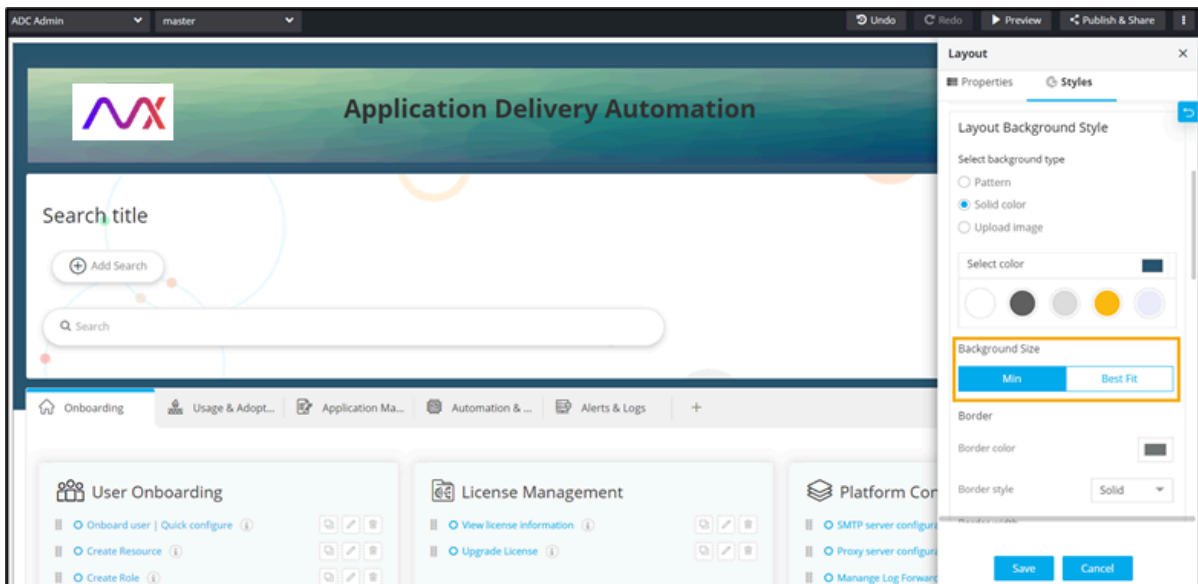 ADC Admin master Undo Redo Preview Publish & Share
Layout
Properties Styles
Application Delivery Automation
Layout Background Style
Select background type
Pattern
Solid color
Upload image
Search title
Add Search
Select color
Search
Background Size
Min Best Fit
Onboarding Usage & Adopt... Application Ma... Automation & ... Alerts & Logs +
Border
Border color
User Onboarding License Management Platform Con
Border style Solid
Onboard user | Quick configure View license information SMTP server configura
Border width
Create Resource Upgrade License Proxy server configura
Create Role Manange Log Forward
Save Cancel